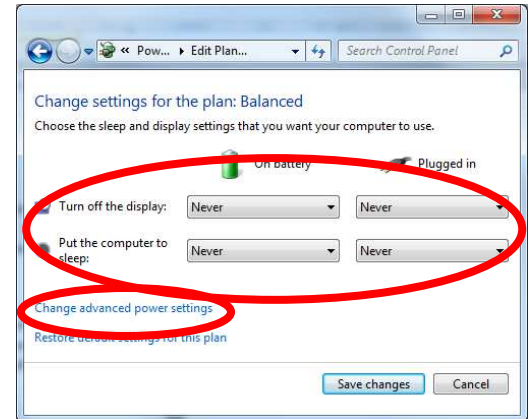 « Pow... Edit Plan... Search Control Panel
Change settings for the plan: Balanced
Choose the sleep and display settings that you want your computer to use.
On battery Plugged in
Turn off the display: Never Never
Put the computer to
sleep: Never Never
Change advanced power settings
Restore default settings for this plan
Save changes Cancel